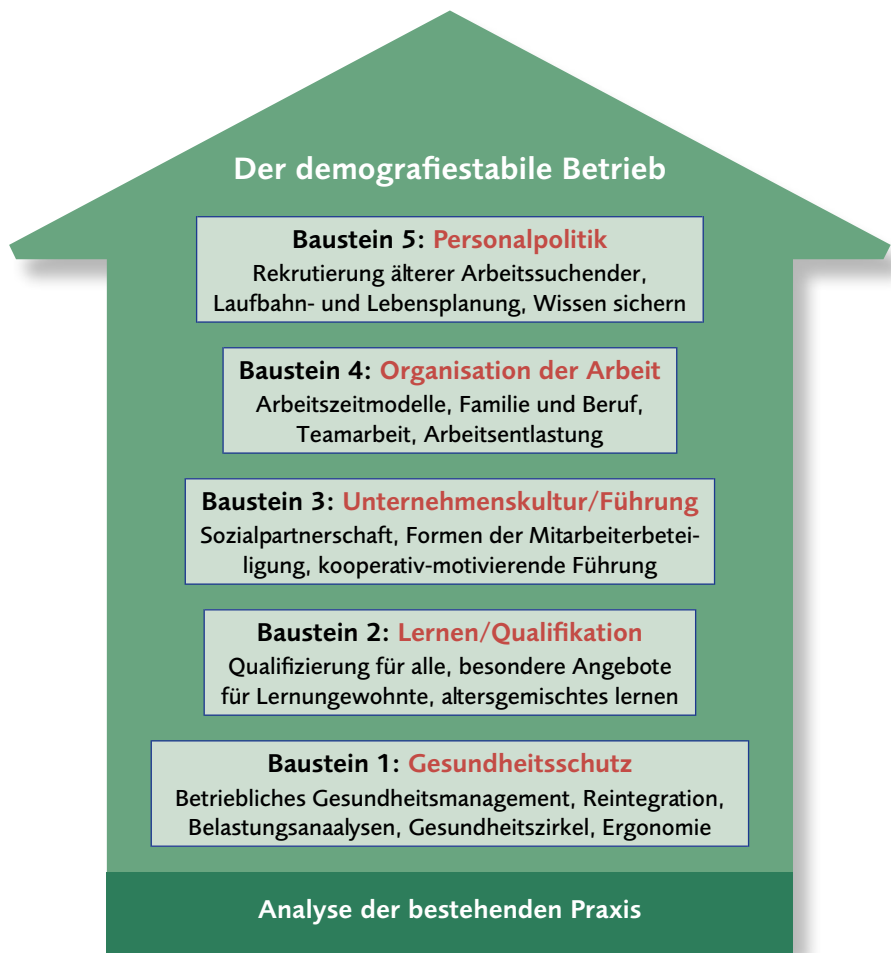 Der demografiestabile Betrieb
Baustein 5: Personalpolitik
Rekrutierung älterer Arbeitssuchender,
Laufbahn- und Lebensplanung, Wissen sichern
Baustein 4: Organisation der Arbeit
Arbeitszeitmodelle, Familie und Beruf,
Teamarbeit, Arbeitsentlastung
Baustein 3: Unternehmenskultur/Führung
Sozialpartnerschaft, Formen der Mitarbeiterbetei-
ligung, kooperativ-motivierende Führung
Baustein 2: Lernen/Qualifikation
Qualifizierung für alle, besondere Angebote
für Lernungewohnte, altersgemischtes lernen
Baustein 1: Gesundheitsschutz
Betriebliches Gesundheitsmanagement, Reintegration,
Belastungsanaalysen, Gesundheitszirkel, Ergonomie
Analyse der bestehenden Praxis